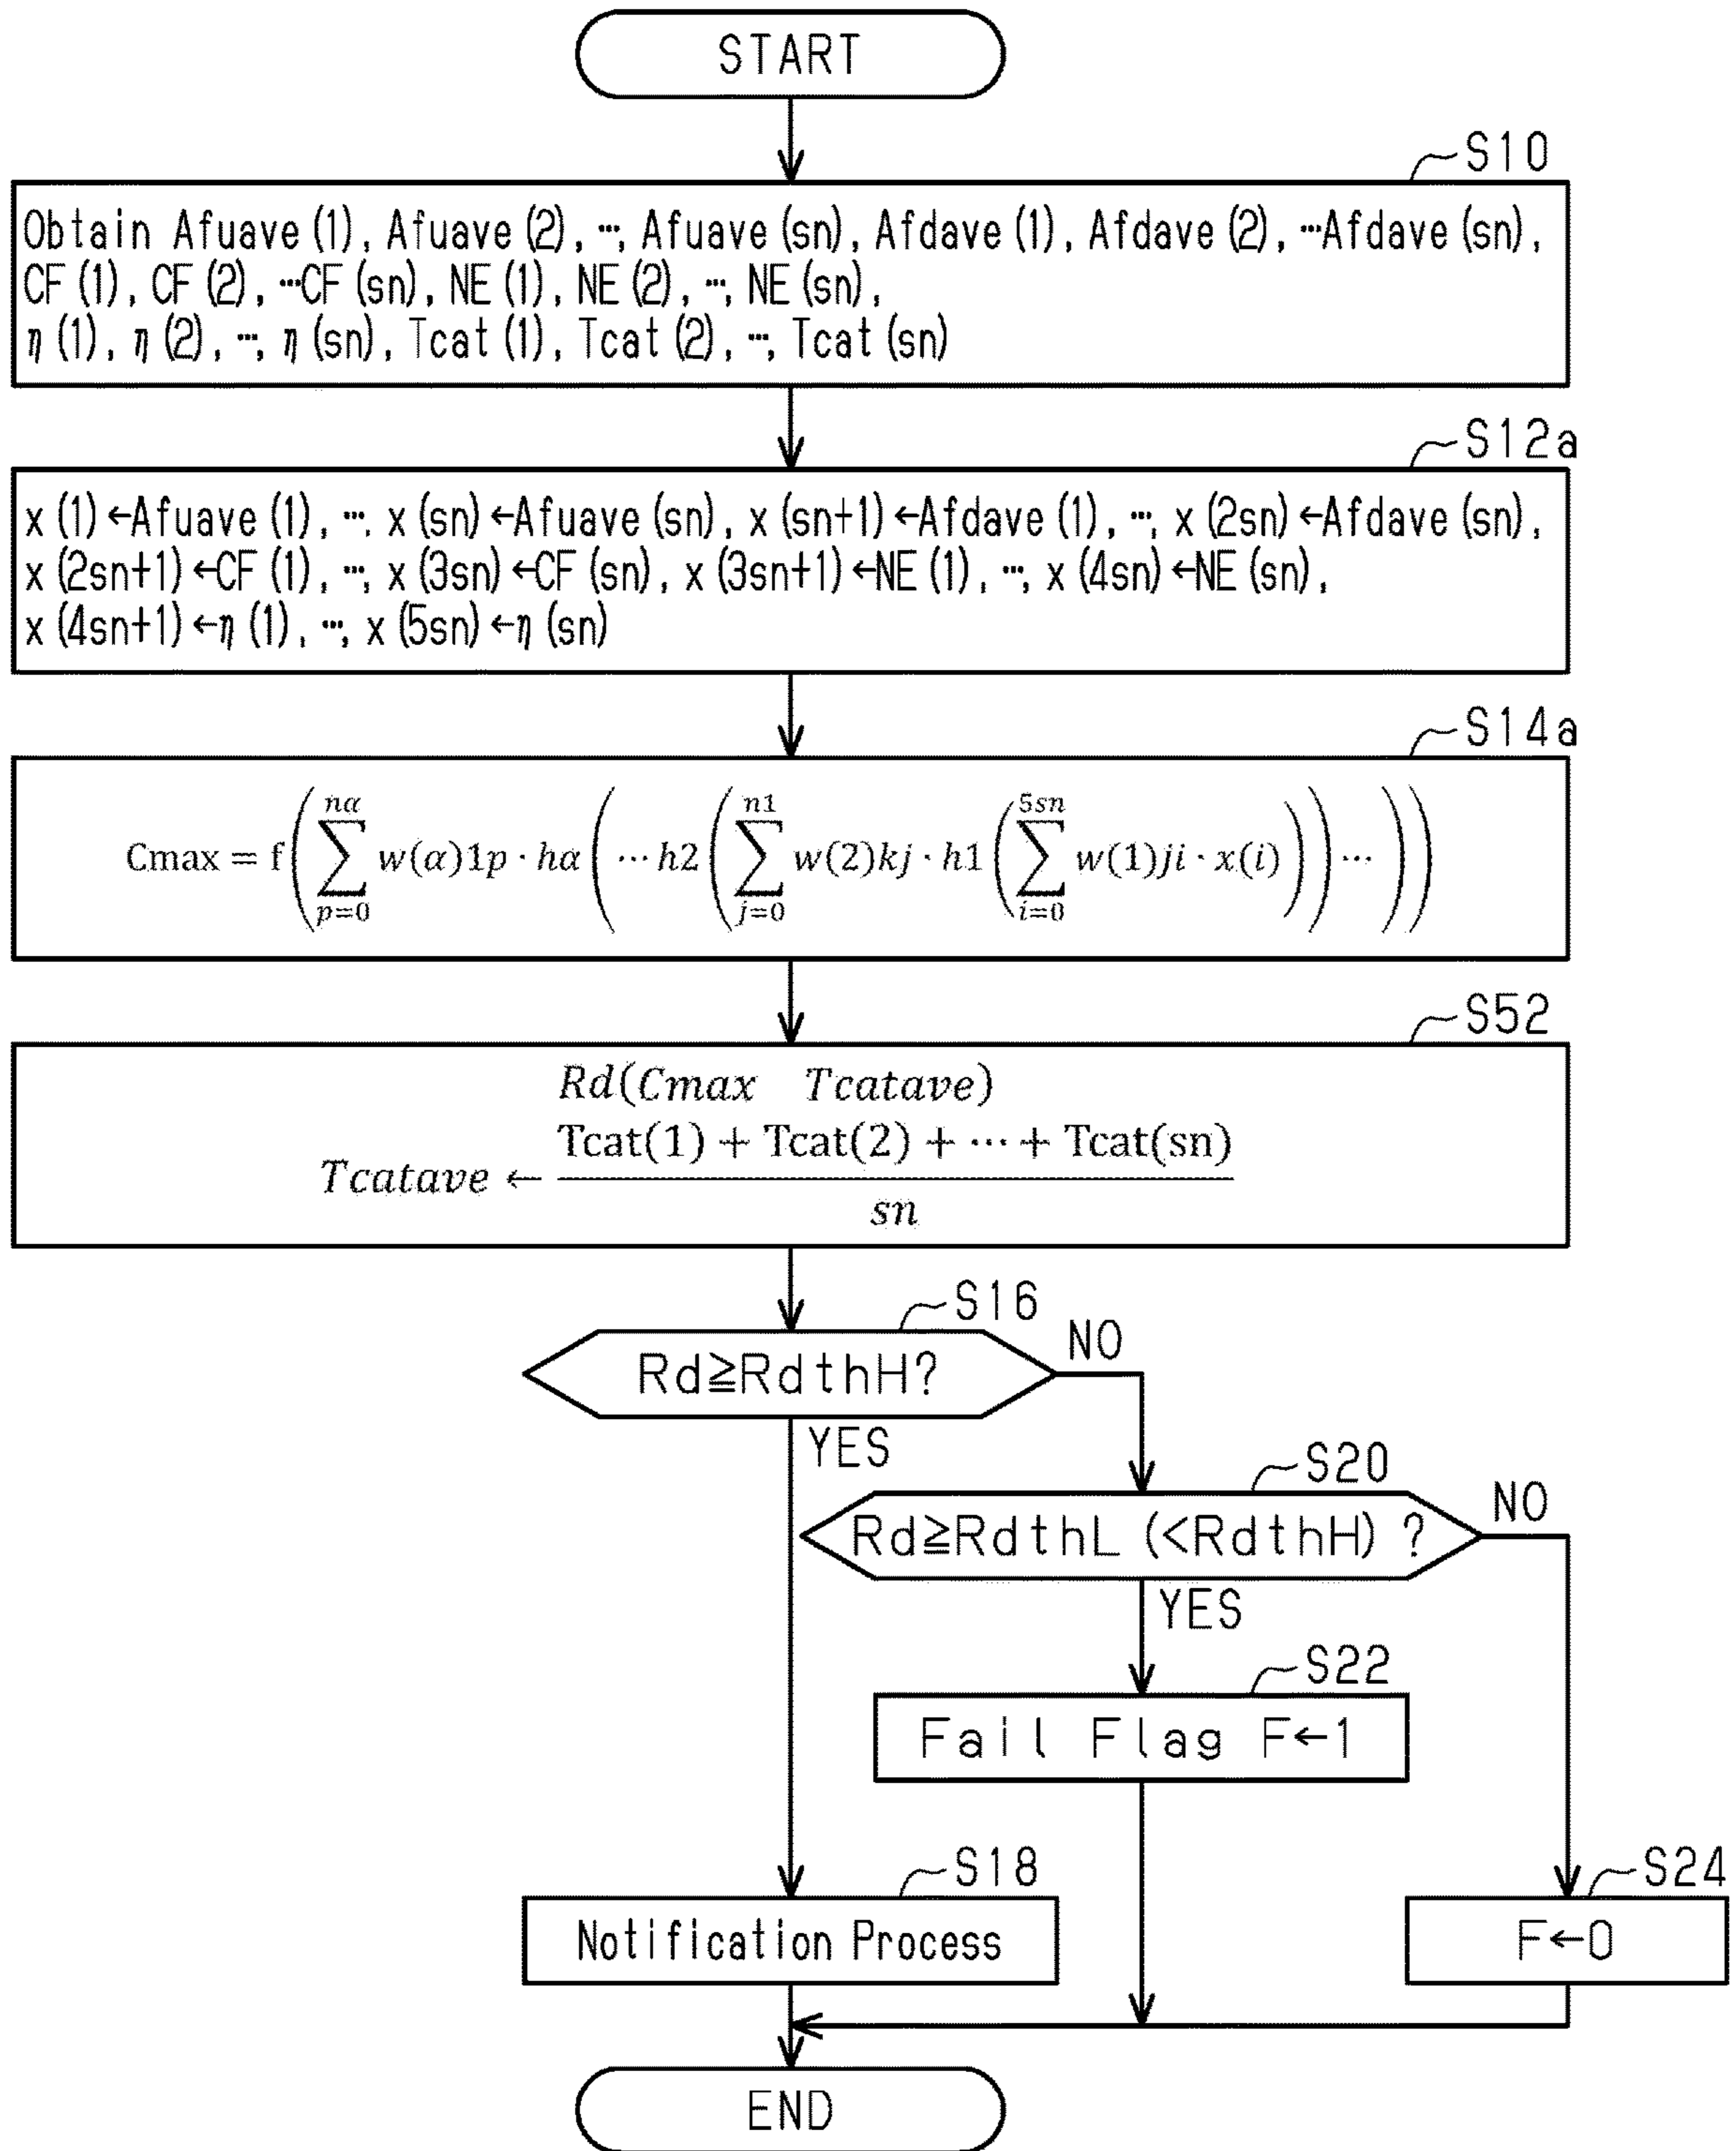 START
S10
Obtain Afuave (1), Afuave (2), …, Afuave (sn), Afdave (1), Afdave (2), …Afdave (sn),
CF (1), CF (2), …CF (sn), NE (1), NE (2), …, NE (sn),
η (1), η (2), …, η (sn), Tcat (1), Tcat (2), …, Tcat (sn)
S12a
x (1) ←Afuave (1), …. x (sn) ←Afuave (sn), x (sn+1) ←Afdave (1), …, x (2sn) ←Afdave (sn),
x (2sn+1) ←CF (1), …, x (3sn) ←CF (sn), x (3sn+1) ←NE (1), …, x (4sn) ←NE (sn),
x (4sn+1) ←η (1), …, x (5sn) ←η (sn)
S14a
Cmax = f(∑_{p=0}^{nα} w(α)1p · hα(⋯ h2(∑_{j=0}^{n1} w(2)kj · h1(∑_{i=0}^{5sn} w(1)ji · x(i))) ⋯))
S52
Rd(Cmax Tcatave)
Tcatave ← (Tcat(1) + Tcat(2) + ⋯ + Tcat(sn)) / sn
S16
Rd≧RdthH?
NO
YES
S20
Rd≧RdthL (<RdthH) ?
NO
YES
S22
Fail Flag F←1
S18
Notification Process
S24
F←0
END